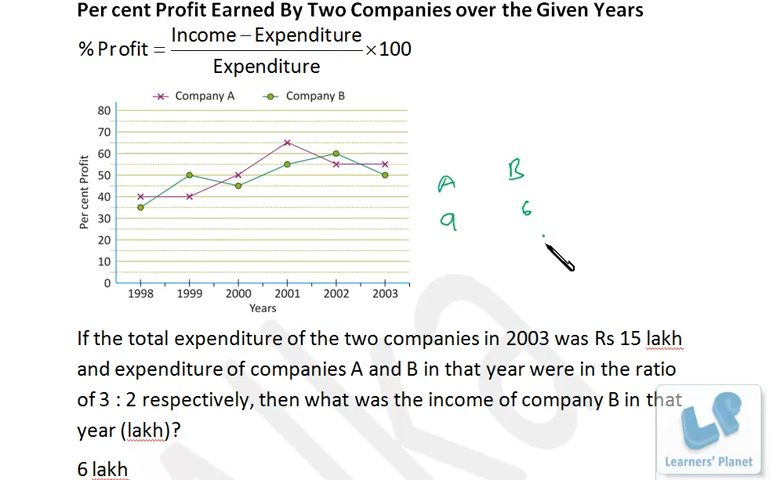 Per cent Profit Earned By Two Companies over the Given Years
% Profit = Income − Expenditure / Expenditure × 100
Company A Company B
80
70
60
50
40
30
20
10
0
Per cent Profit
1998 1999 2000 2001 2002 2003
Years
A B
9 6
If the total expenditure of the two companies in 2003 was Rs 15 lakh
and expenditure of companies A and B in that year were in the ratio
of 3 : 2 respectively, then what was the income of company B in that
year (lakh)?
6 lakh
Alka
LP
Learners' Planet